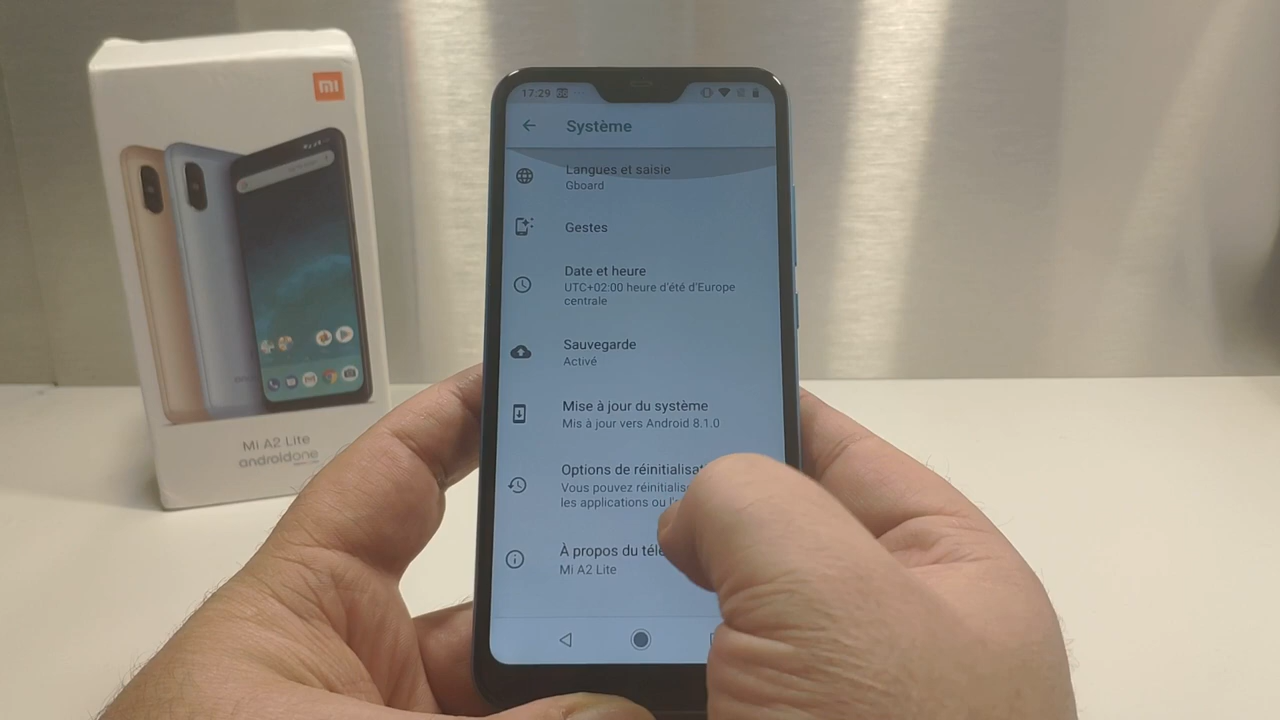 mi
Mi A2 Lite
androidone
17:29
Système
Langues et saisie
Gboard
Gestes
Date et heure
UTC+02:00 heure d'été d'Europe
centrale
Sauvegarde
Activé
Mise à jour du système
Mis à jour vers Android 8.1.0
Options de réinitialisat
Vous pouvez réinitialise
les applications ou l'
À propos du télé
Mi A2 Lite